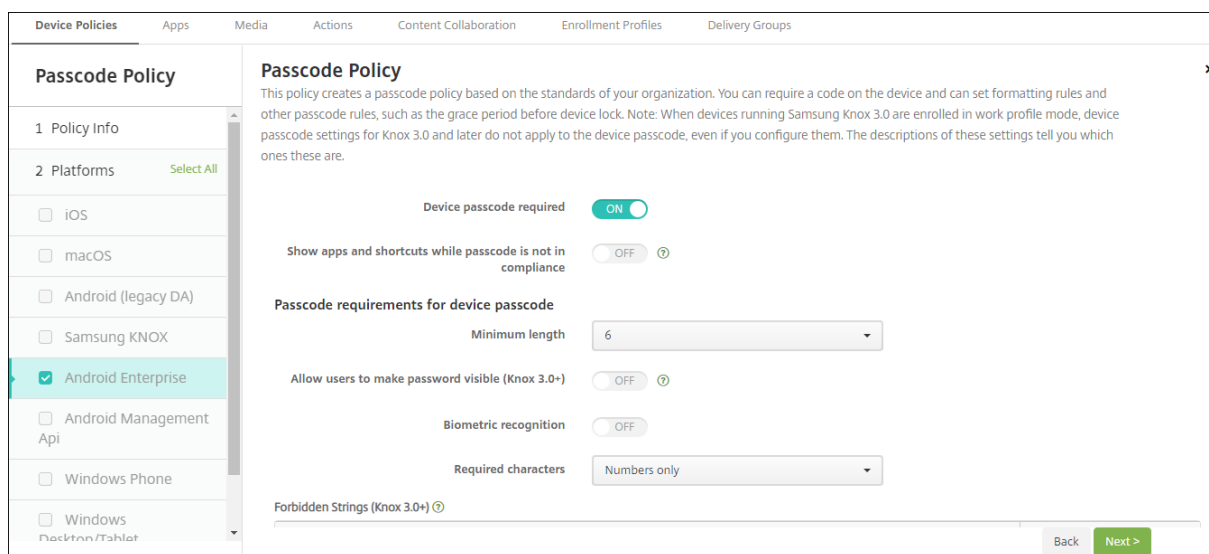 Device Policies Apps Media Actions Content Collaboration Enrollment Profiles Delivery Groups
Passcode Policy
1 Policy Info
2 Platforms Select All
iOS
macOS
Android (legacy DA)
Samsung KNOX
Android Enterprise
Android Management
Api
Windows Phone
Windows
Desktop/Tablet
Passcode Policy
This policy creates a passcode policy based on the standards of your organization. You can require a code on the device and can set formatting rules and
other passcode rules, such as the grace period before device lock. Note: When devices running Samsung Knox 3.0 are enrolled in work profile mode, device
passcode settings for Knox 3.0 and later do not apply to the device passcode, even if you configure them. The descriptions of these settings tell you which
ones these are.
Device passcode required ON
Show apps and shortcuts while passcode is not in
compliance OFF ?
Passcode requirements for device passcode
Minimum length 6
Allow users to make password visible (Knox 3.0+) OFF ?
Biometric recognition OFF
Required characters Numbers only
Forbidden Strings (Knox 3.0+) ?
Back Next >